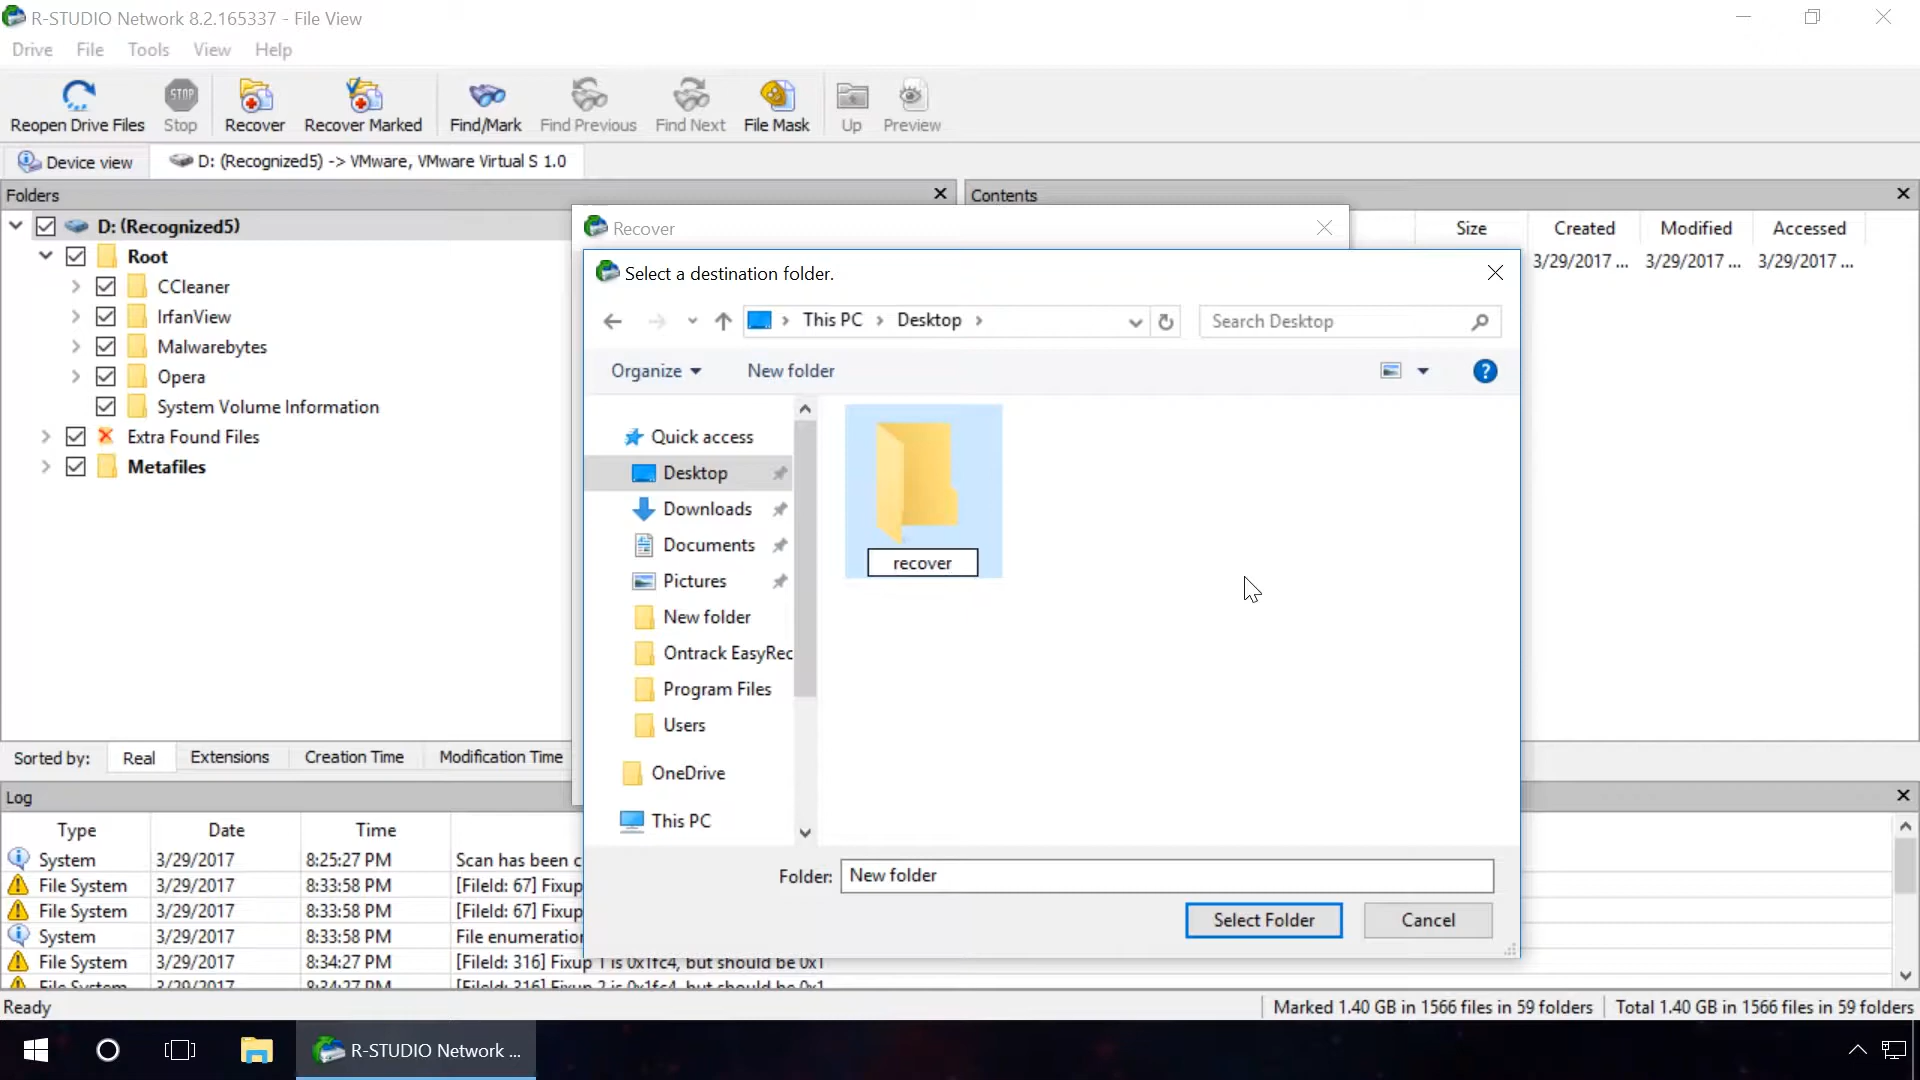 R-STUDIO Network 8.2.165337 - File View
Drive File Tools View Help
STOP
Reopen Drive Files Stop Recover Recover Marked Find/Mark Find Previous Find Next File Mask Up Preview
Device view D: (Recognized5) -> VMware, VMware Virtual S 1.0
Folders Contents
D: (Recognized5) Recover Size Created Modified Accessed
Root 3/29/2017 ... 3/29/2017 ... 3/29/2017 ...
Select a destination folder.
CCleaner
IrfanView This PC Desktop Search Desktop
Malwarebytes
Opera Organize New folder ?
System Volume Information
Extra Found Files Quick access
Metafiles Desktop
Downloads
Documents
recover
Pictures
New folder
Ontrack EasyRec
Program Files
Users
Sorted by: Real Extensions Creation Time Modification Time
OneDrive
Log
This PC
Type Date Time
System 3/29/2017 8:25:27 PM Scan has been c
Folder: New folder
File System 3/29/2017 8:33:58 PM [FileId: 67] Fixup
File System 3/29/2017 8:33:58 PM [FileId: 67] Fixup
Select Folder Cancel
System 3/29/2017 8:33:58 PM File enumeration
File System 3/29/2017 8:34:27 PM [FileId: 316] Fixup 1 is 0x1fc4, but should be 0x1
File System 3/29/2017 8:34:27 PM [FileId: 316] Fixup 2 is 0x1fc4, but should be 0x1
Ready Marked 1.40 GB in 1566 files in 59 folders Total 1.40 GB in 1566 files in 59 folders
R-STUDIO Network ...